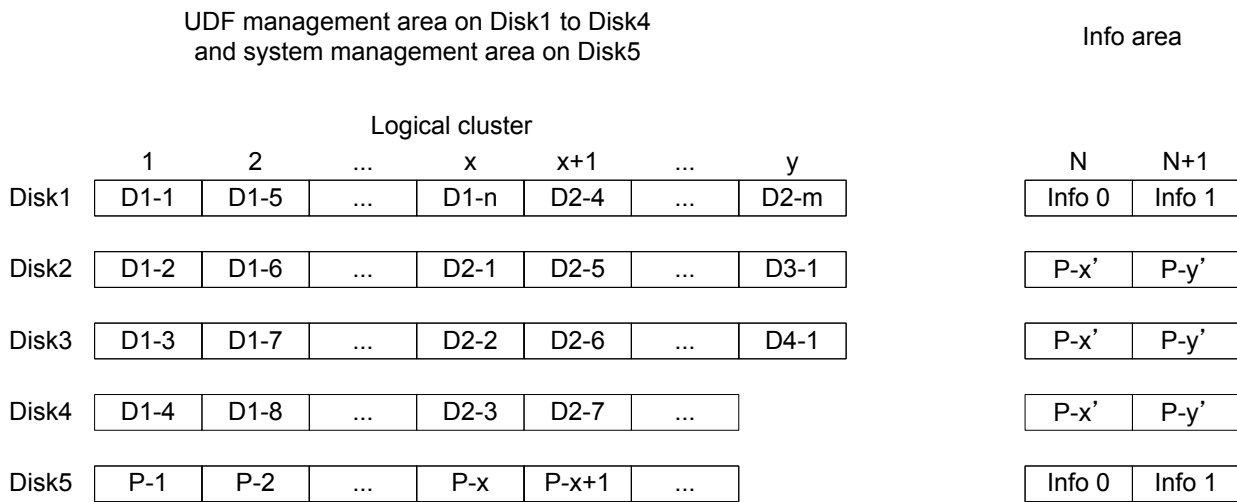 UDF management area on Disk1 to Disk4
and system management area on Disk5
Info area
Logical cluster
1 2 ... x x+1 ... y N N+1
Disk1 D1-1 D1-5 ... D1-n D2-4 ... D2-m Info 0 Info 1
Disk2 D1-2 D1-6 ... D2-1 D2-5 ... D3-1 P-x’ P-y’
Disk3 D1-3 D1-7 ... D2-2 D2-6 ... D4-1 P-x’ P-y’
Disk4 D1-4 D1-8 ... D2-3 D2-7 ... P-x’ P-y’
Disk5 P-1 P-2 ... P-x P-x+1 ... Info 0 Info 1